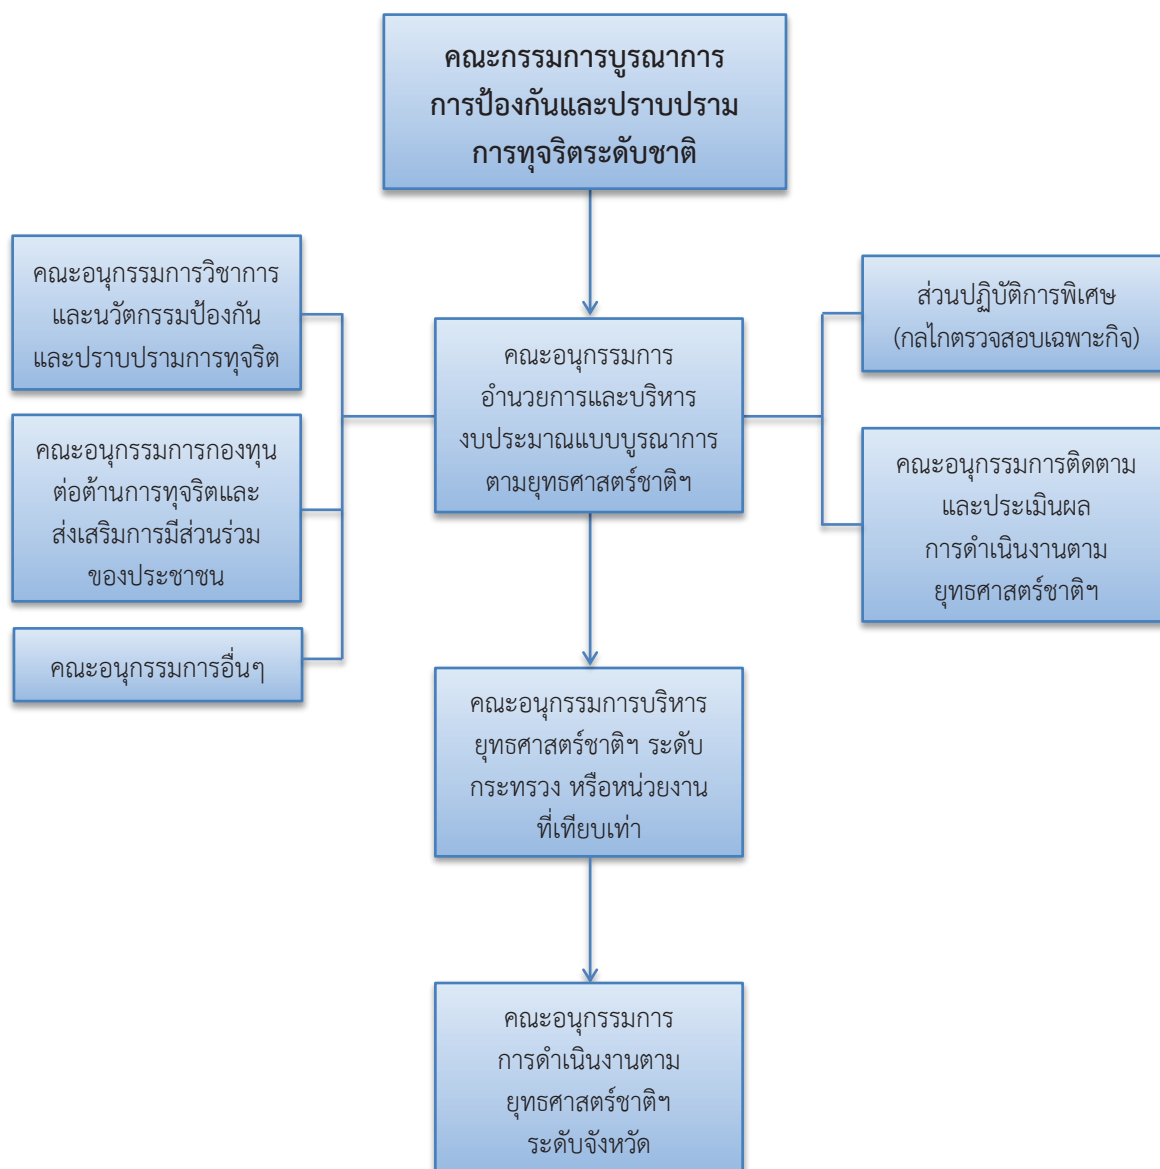 คณะกรรมการบูรณาการ
การป้องกันและปราบปราม
การทุจริตระดับชาติ
คณะอนุกรรมการวิชาการ
และนวัตกรรมป้องกัน
และปราบปรามการทุจริต
คณะอนุกรรมการกองทุน
ต่อต้านการทุจริตและ
ส่งเสริมการมีส่วนร่วม
ของประชาชน
คณะอนุกรรมการอื่นๆ
คณะอนุกรรมการ
อำนวยการและบริหาร
งบประมาณแบบบูรณาการ
ตามยุทธศาสตร์ชาติฯ
ส่วนปฏิบัติการพิเศษ
(กลไกตรวจสอบเฉพาะกิจ)
คณะอนุกรรมการติดตาม
และประเมินผล
การดำเนินงานตาม
ยุทธศาสตร์ชาติฯ
คณะอนุกรรมการบริหาร
ยุทธศาสตร์ชาติฯ ระดับ
กระทรวง หรือหน่วยงาน
ที่เทียบเท่า
คณะอนุกรรมการ
การดำเนินงานตาม
ยุทธศาสตร์ชาติฯ
ระดับจังหวัด